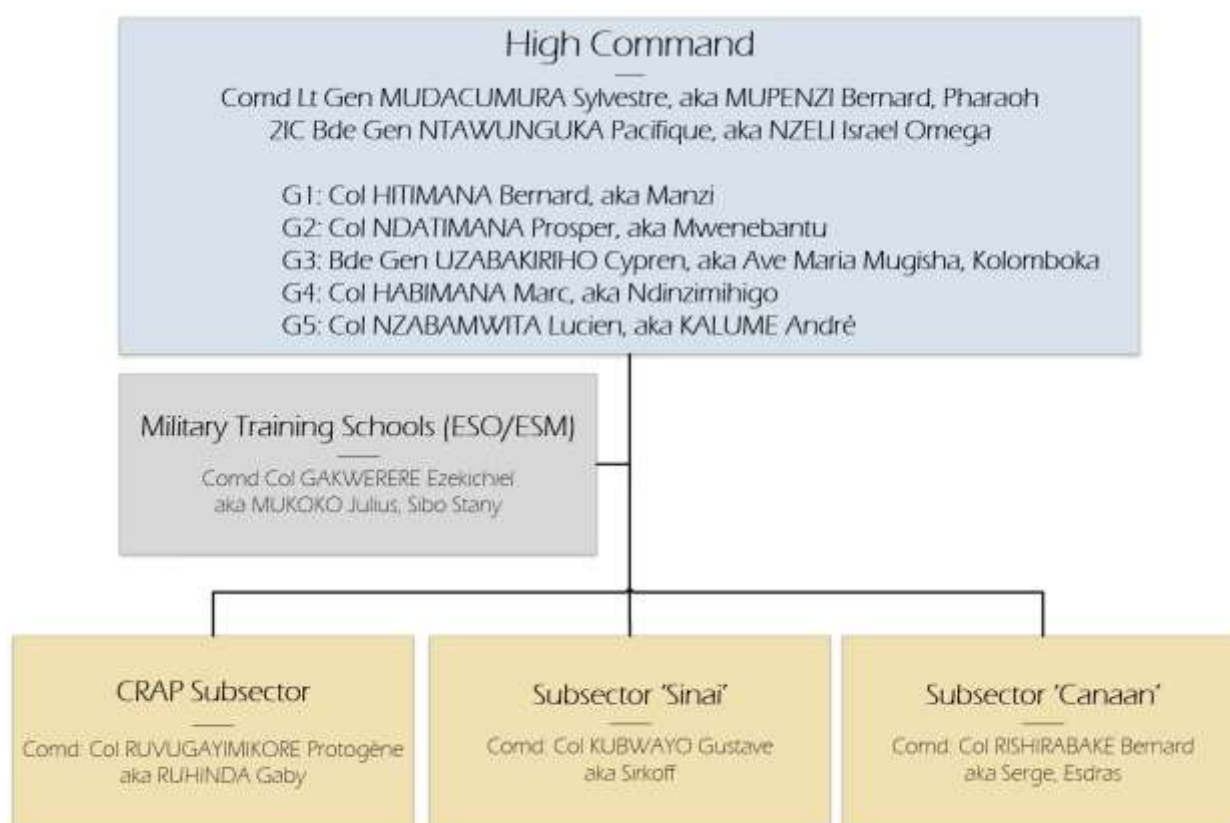 High Command
Comd Lt Gen MUDACUMURA Sylvestre, aka MUPENZI Bernard, Pharaoh
2IC Bde Gen NTAWUNGUKA Pacifique, aka NZELI Israel Omega
G1: Col HITIMANA Bernard, aka Manzi
G2: Col NDATIMANA Prosper, aka Mwenebantu
G3: Bde Gen UZABAKIRIHO Cypren, aka Ave Maria Mugisha, Kolomboka
G4: Col HABIMANA Marc, aka Ndinzimihigo
G5: Col NZABAMWITA Lucien, aka KALUME André
Military Training Schools (ESO/ESM)
Comd Col GAKWERERE Ezekichiel
aka MUKOKO Julius, Sibo Stany
CRAP Subsector
Comd: Col RUVUGAYIMIKORE Protogène
aka RUHINDA Gaby
Subsector 'Sinaï'
Comd: Col KUBWAYO Gustave
aka Sirkoff
Subsector 'Canaan'
Comd: Col RISHIRABAKE Bernard
aka Serge, Esdras